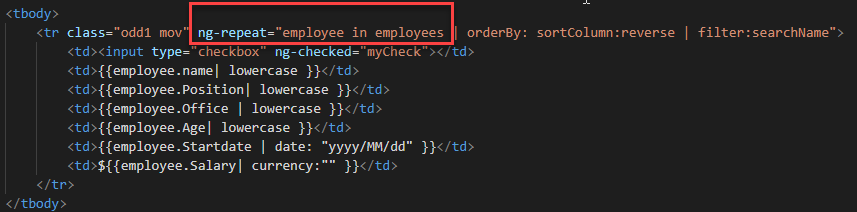 <tbody>
<tr class="odd1 mov" ng-repeat="employee in employees | orderBy: sortColumn:reverse | filter:searchName">
<td><input type="checkbox" ng-checked="myCheck"></td>
<td>{{employee.name| lowercase }}</td>
<td>{{employee.Position| lowercase }}</td>
<td>{{employee.Office | lowercase }}</td>
<td>{{employee.Age| lowercase }}</td>
<td>{{employee.Startdate | date: "yyyy/MM/dd" }}</td>
<td>${{employee.Salary| currency:"" }}</td>
</tr>
</tbody>